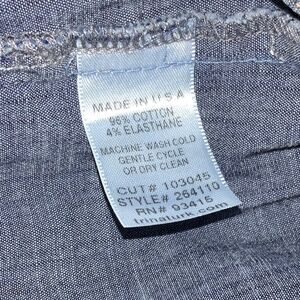 MADE IN U S A
96% COTTON
4% ELASTHANE
MACHINE WASH COLD
GENTLE CYCLE
OR DRY CLEAN
CUT# 103045
STYLE# 264110
RN# 93415
trinaturk.com